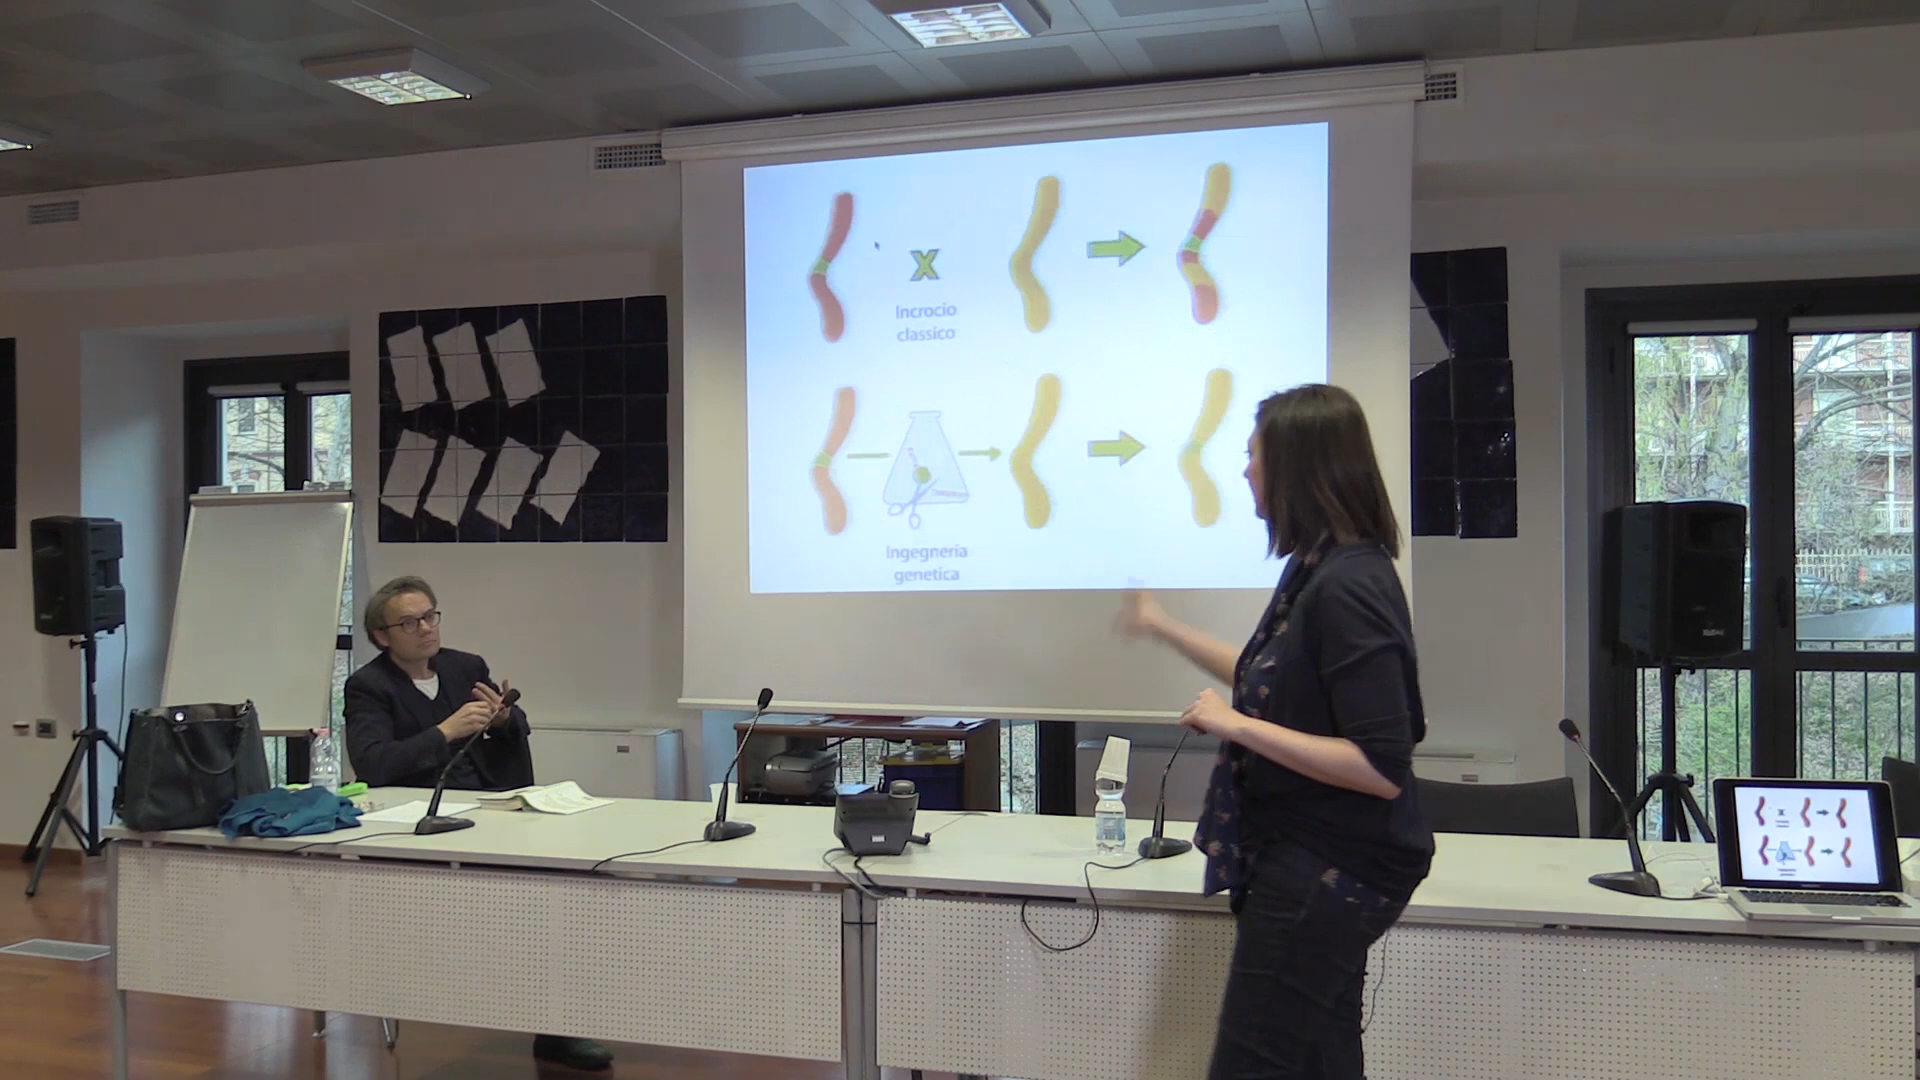 X
Incrocio
classico
Ingegneria
genetica